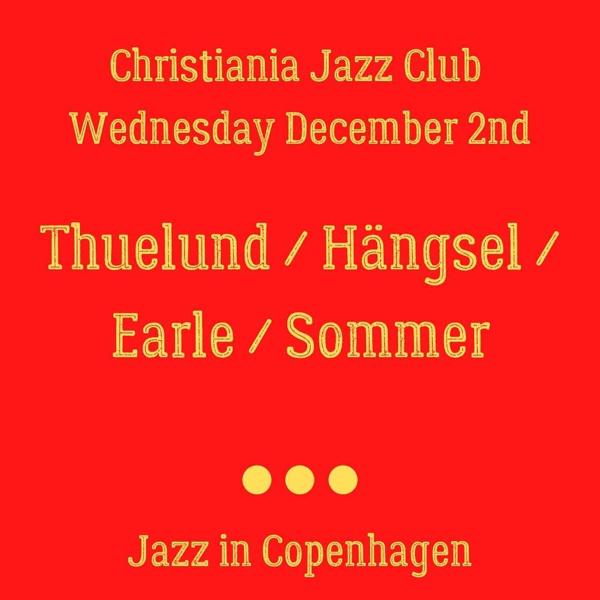 Christiania Jazz Club
Wednesday December 2nd
Thuelund / Hängsel /
Earle / Sommer
Jazz in Copenhagen